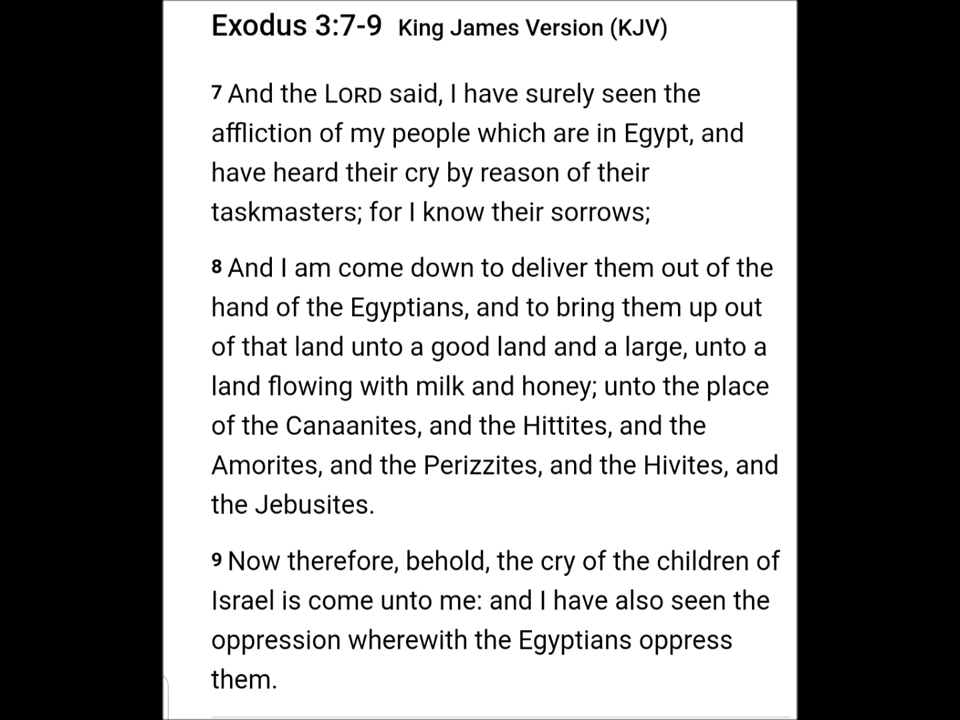 Exodus 3:7-9 King James Version (KJV)
7 And the LORD said, I have surely seen the
affliction of my people which are in Egypt, and
have heard their cry by reason of their
taskmasters; for I know their sorrows;
8 And I am come down to deliver them out of the
hand of the Egyptians, and to bring them up out
of that land unto a good land and a large, unto a
land flowing with milk and honey; unto the place
of the Canaanites, and the Hittites, and the
Amorites, and the Perizzites, and the Hivites, and
the Jebusites.
9 Now therefore, behold, the cry of the children of
Israel is come unto me: and I have also seen the
oppression wherewith the Egyptians oppress
them.